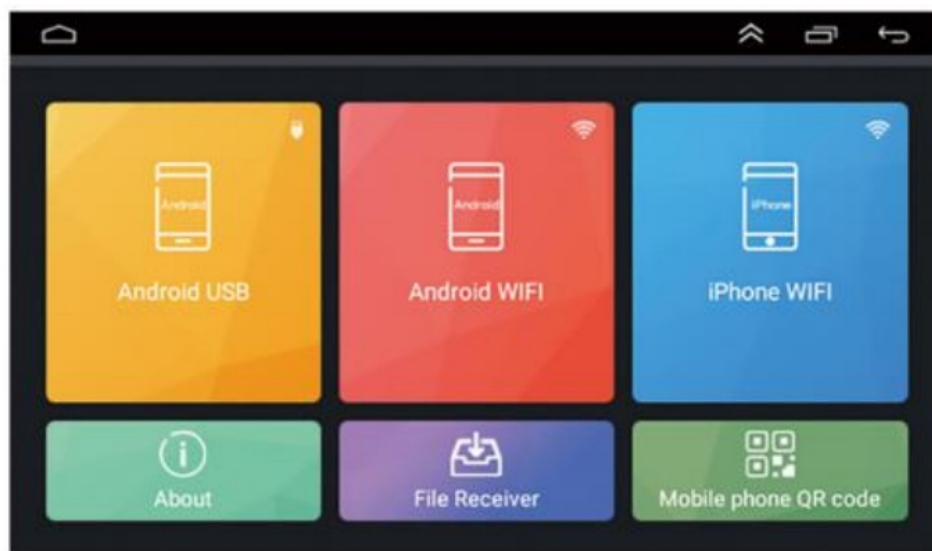 Android
Android
iPhone
Android USB
Android WIFI
iPhone WIFI
About
File Receiver
Mobile phone QR code